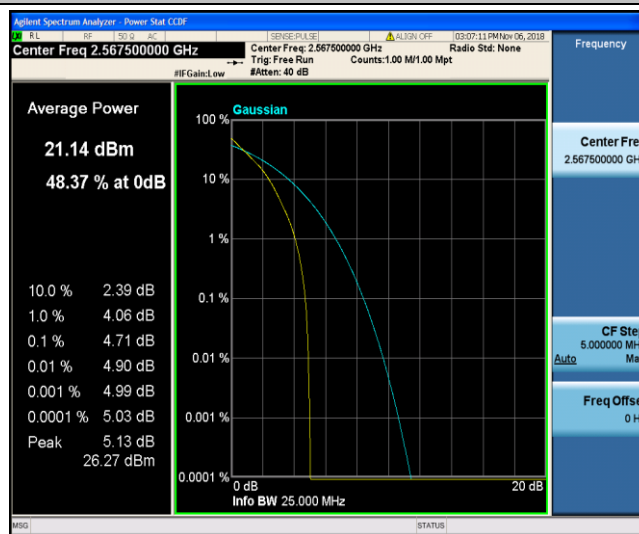 Agilent Spectrum Analyzer - Power Stat CCDF
RL RF 50 Ω AC SENSE:PULSE ALIGN OFF 03:07:11 PM Nov 06, 2018
Center Freq 2.567500000 GHz
Center Freq: 2.567500000 GHz Radio Std: None
Trig: Free Run Counts:1.00 M/1.00 Mpt
#IFGain:Low #Atten: 40 dB
Frequency
Average Power
21.14 dBm
48.37 % at 0dB
10.0 % 2.39 dB
1.0 % 4.06 dB
0.1 % 4.71 dB
0.01 % 4.90 dB
0.001 % 4.99 dB
0.0001 % 5.03 dB
Peak 5.13 dB
26.27 dBm
Gaussian
100 %
10 %
1 %
0.1 %
0.01 %
0.001 %
0.0001 %
0 dB 20 dB
Info BW 25.000 MHz
Center Fre
2.567500000 GH
CF Ste
5.000000 MH
Auto Ma
Freq Offse
0 H
MSG STATUS